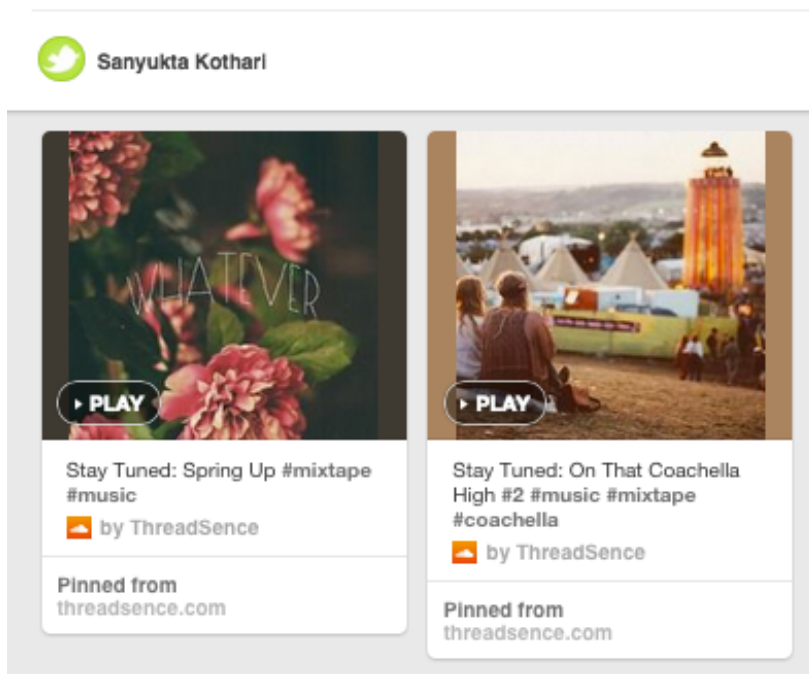 Sanyukta Kothari
WHATEVER
PLAY
Stay Tuned: Spring Up #mixtape
#music
by ThreadSence
Pinned from
threadsence.com
PLAY
Stay Tuned: On That Coachella
High #2 #music #mixtape
#coachella
by ThreadSence
Pinned from
threadsence.com